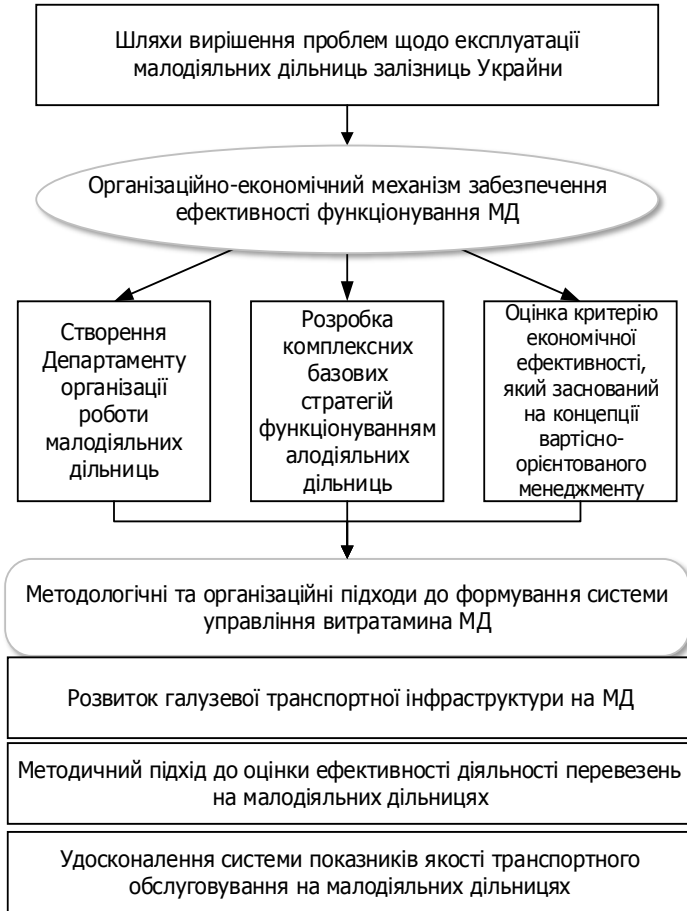 Шляхи вирішення проблем щодо експлуатації
малодіяльних дільниць залізниць України
Організаційно-економічний механізм забезпечення
ефективності функціонування МД
Створення
Департаменту
організації
роботи
малодіяльних
дільниць
Розробка
комплексних
базових
стратегій
функціонуванням
алодіяльних
дільниць
Оцінка критерію
економічної
ефективності,
який заснований
на концепції
вартісно-
орієнтованого
менеджменту
Методологічні та організаційні підходи до формування системи
управління витратамина МД
Розвиток галузевої транспортної інфраструктури на МД
Методичний підхід до оцінки ефективності діяльності перевезень
на малодіяльних дільницях
Удосконалення системи показників якості транспортного
обслуговування на малодіяльних дільницях